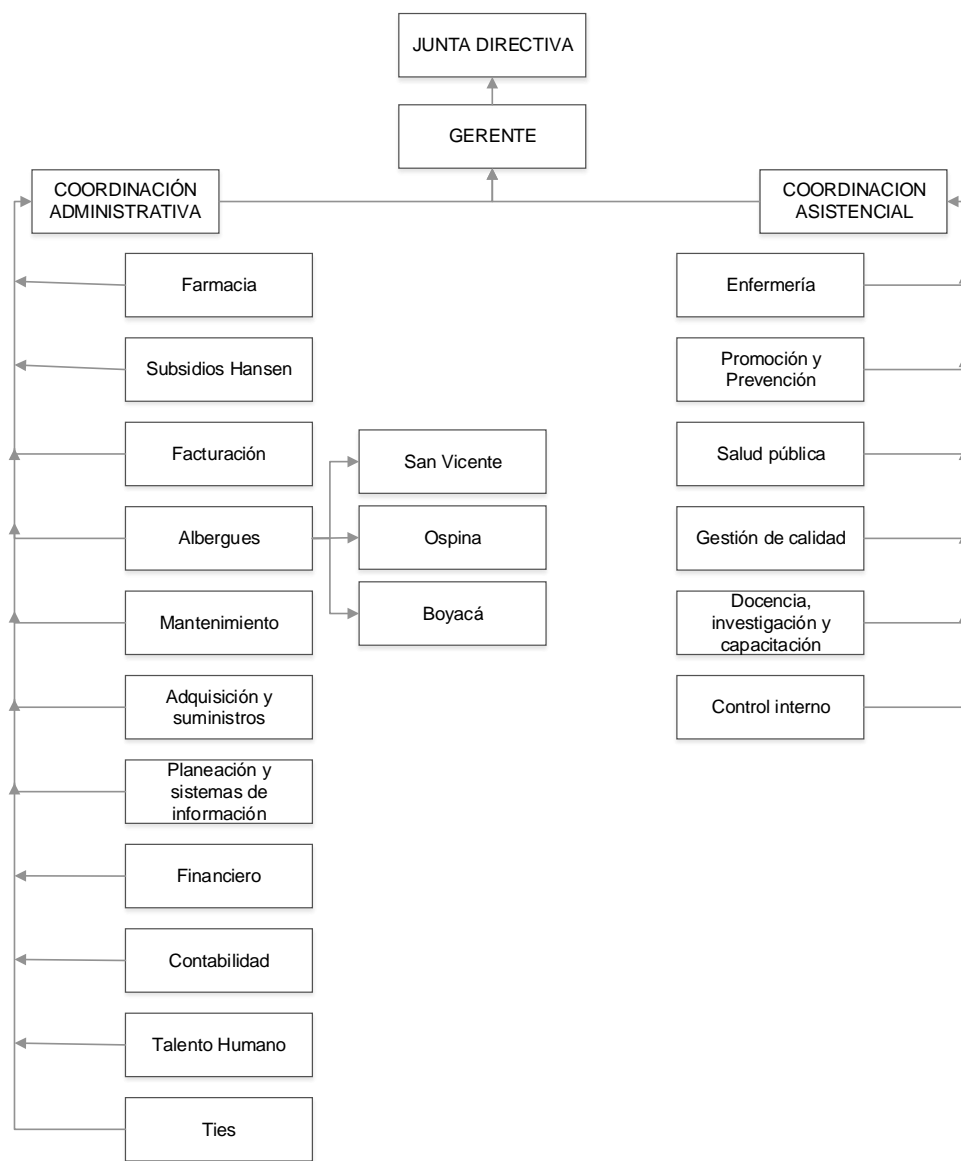 JUNTA DIRECTIVA
GERENTE
COORDINACIÓN
ADMINISTRATIVA
COORDINACION
ASISTENCIAL
Farmacia
Enfermería
Subsidios Hansen
Promoción y
Prevención
Facturación
San Vicente
Salud pública
Albergues
Ospina
Gestión de calidad
Mantenimiento
Boyacá
Docencia,
investigación y
capacitación
Adquisición y
suministros
Control interno
Planeación y
sistemas de
información
Financiero
Contabilidad
Talento Humano
Ties